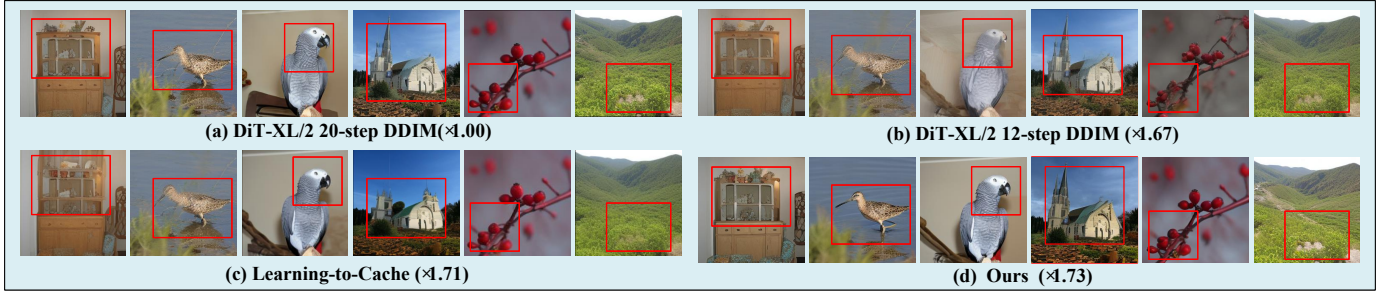 (a) DiT-XL/2 20-step DDIM(×1.00)
(b) DiT-XL/2 12-step DDIM (×1.67)
(c) Learning-to-Cache (×1.71)
(d) Ours (×1.73)